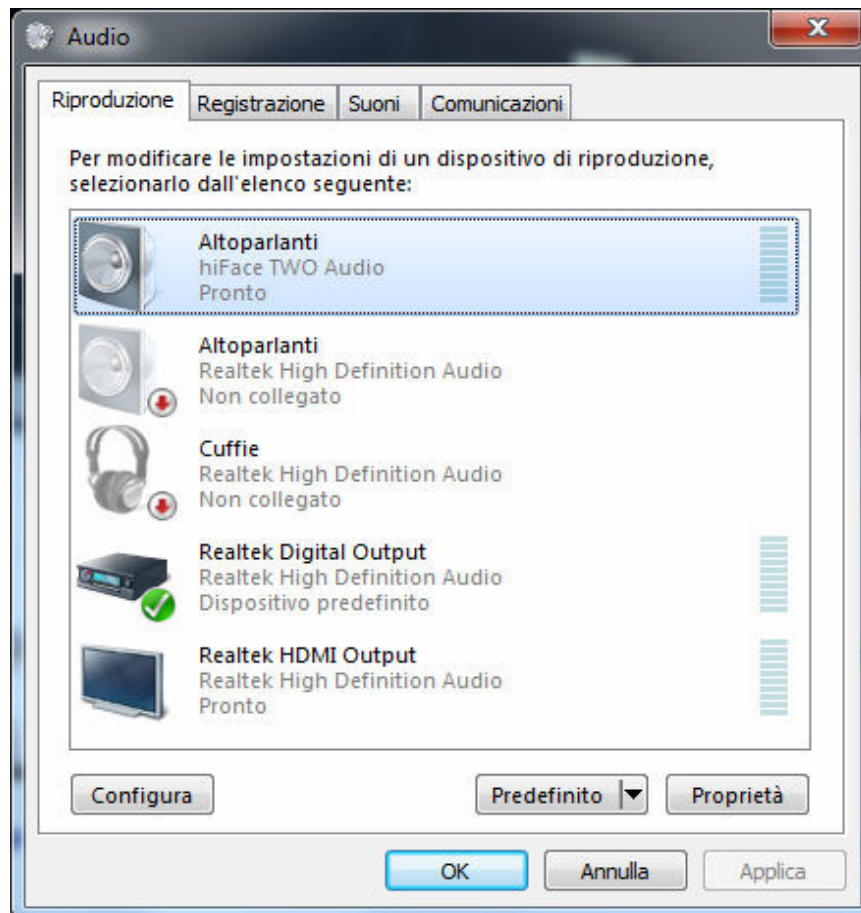 Audio
Riproduzione Registrazione Suoni Comunicazioni
Per modificare le impostazioni di un dispositivo di riproduzione,
selezionarlo dall'elenco seguente:
Altoparlanti
hiFace TWO Audio
Pronto
Altoparlanti
Realtek High Definition Audio
Non collegato
Cuffie
Realtek High Definition Audio
Non collegato
Realtek Digital Output
Realtek High Definition Audio
Dispositivo predefinito
Realtek HDMI Output
Realtek High Definition Audio
Pronto
Configura Predefinito Proprietà
OK Annulla Applica